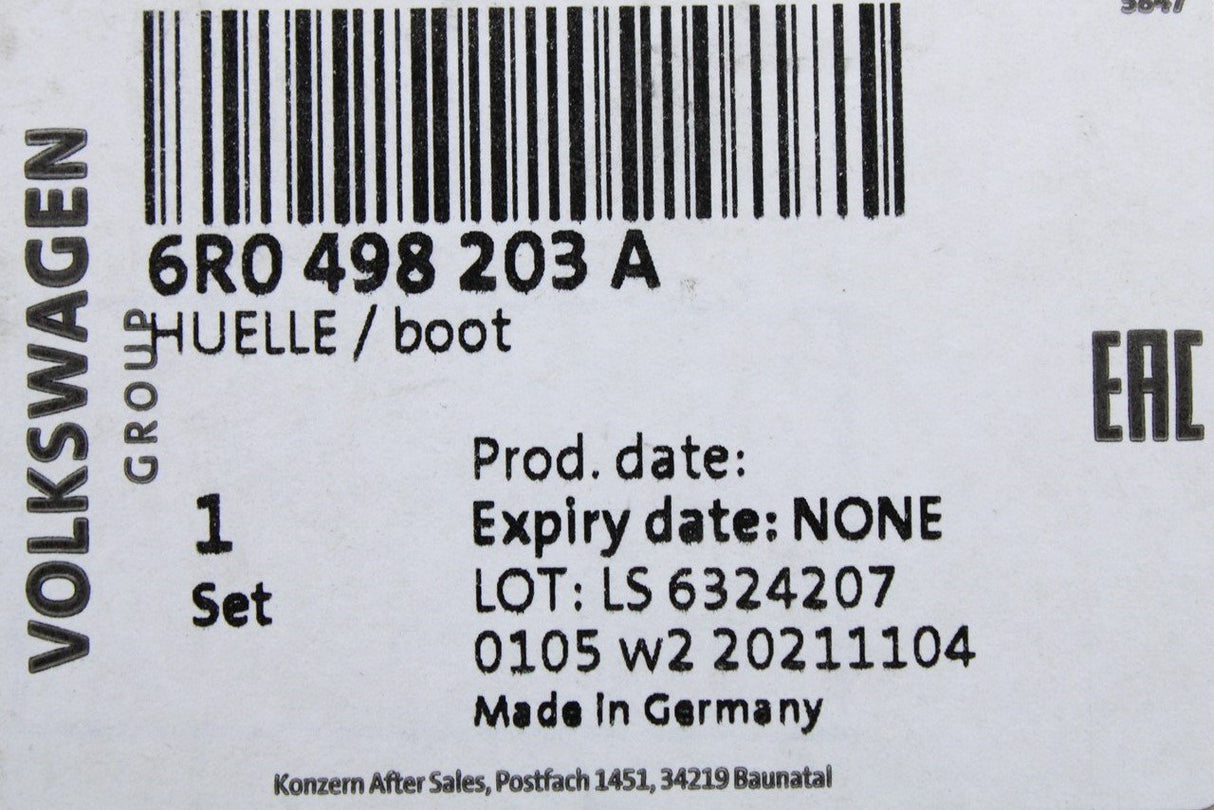 VOLKSWAGEN
GROUP
6R0 498 203 A
HUELLE / boot
EAC
1
Set
Prod. date:
Expiry date: NONE
LOT: LS 6324207
0105 w2 20211104
Made in Germany
Konzern After Sales, Postfach 1451, 34219 Baunatal